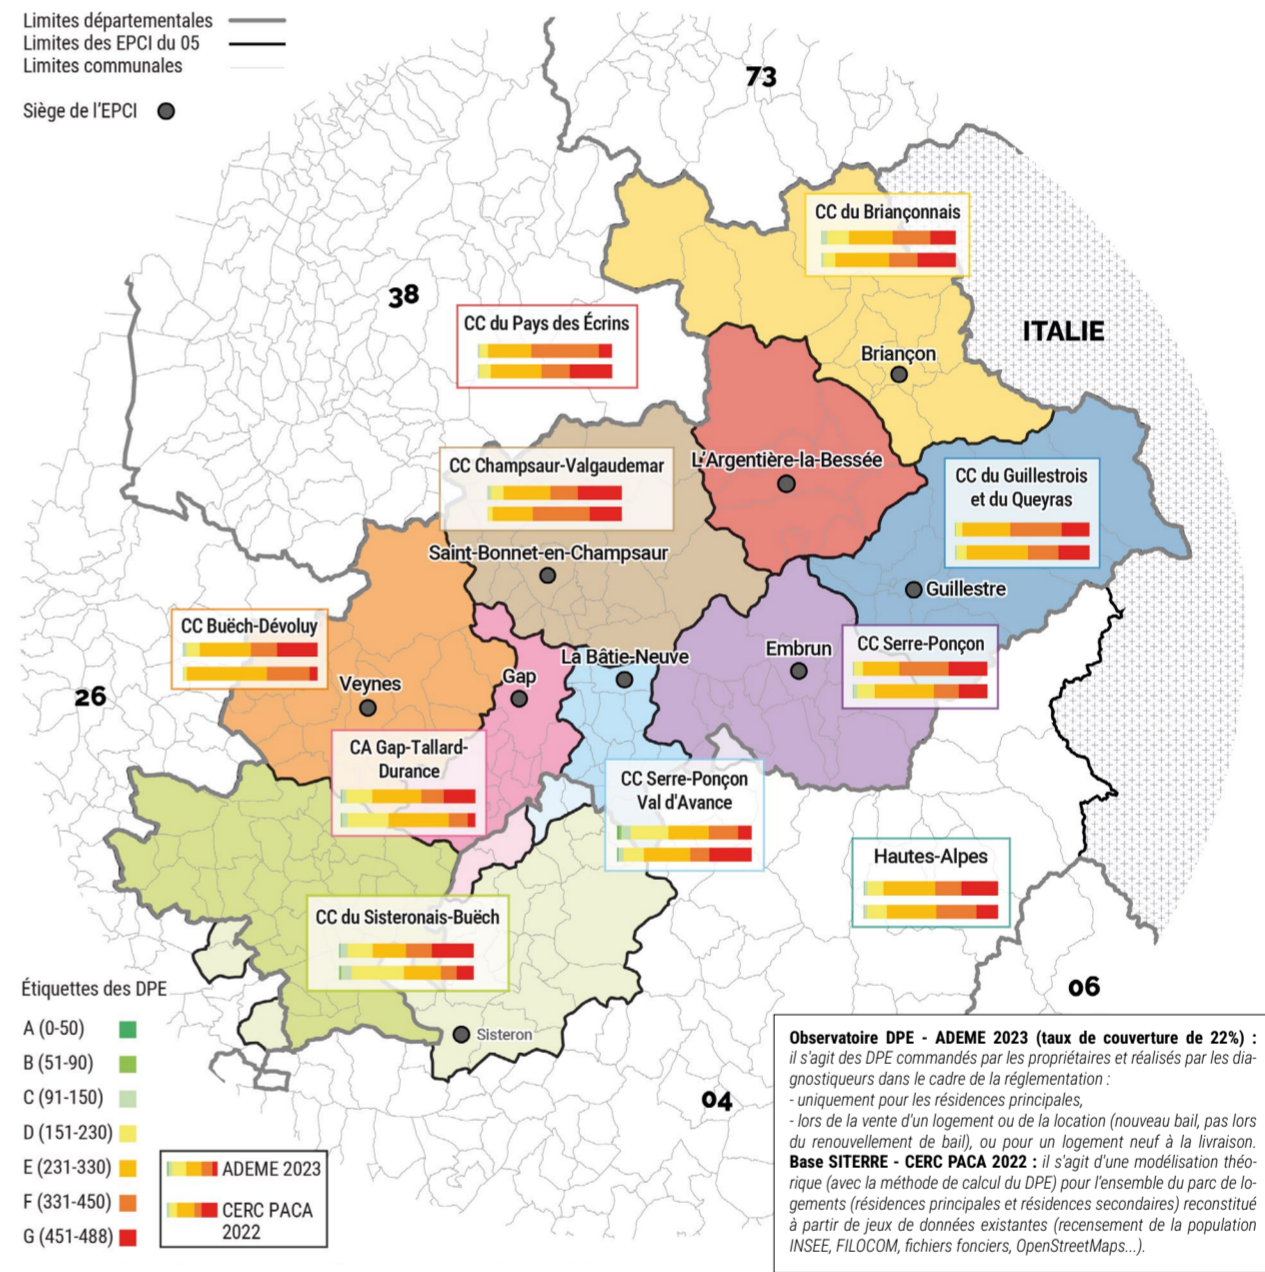 Limites départementales
Limites des EPCI du 05
Limites communales
Siège de l'EPCI
73
CC du Briançonnais
38
ITALIE
CC du Pays des Écrins
Briançon
CC Champsaur-Valgaudemar
L'Argentière-la-Bessée
CC du Guillestrois
et du Queyras
Saint-Bonnet-en-Champsaur
Guillestre
CC Buëch-Dévoluy
La Bâtie-Neuve
Embrun
CC Serre-Ponçon
26
Veynes
Gap
CA Gap-Tallard-
Durance
CC Serre-Ponçon
Val d'Avance
Hautes-Alpes
CC du Sisteronais-Buëch
06
Sisteron
04
Étiquettes des DPE
A (0-50)
B (51-90)
C (91-150)
D (151-230)
E (231-330)
F (331-450)
G (451-488)
ADEME 2023
CERC PACA
2022
Observatoire DPE - ADEME 2023 (taux de couverture de 22%) :
il s'agit des DPE commandés par les propriétaires et réalisés par les dia-
gnostiqueurs dans le cadre de la réglementation :
- uniquement pour les résidences principales,
- lors de la vente d'un logement ou de la location (nouveau bail, pas lors
du renouvellement de bail), ou pour un logement neuf à la livraison.
Base SITERRE - CERC PACA 2022 : il s'agit d'une modélisation théo-
rique (avec la méthode de calcul du DPE) pour l'ensemble du parc de lo-
gements (résidences principales et résidences secondaires) reconstitué
à partir de jeux de données existantes (recensement de la population
INSEE, FILOCOM, fichiers fonciers, OpenStreetMaps...).